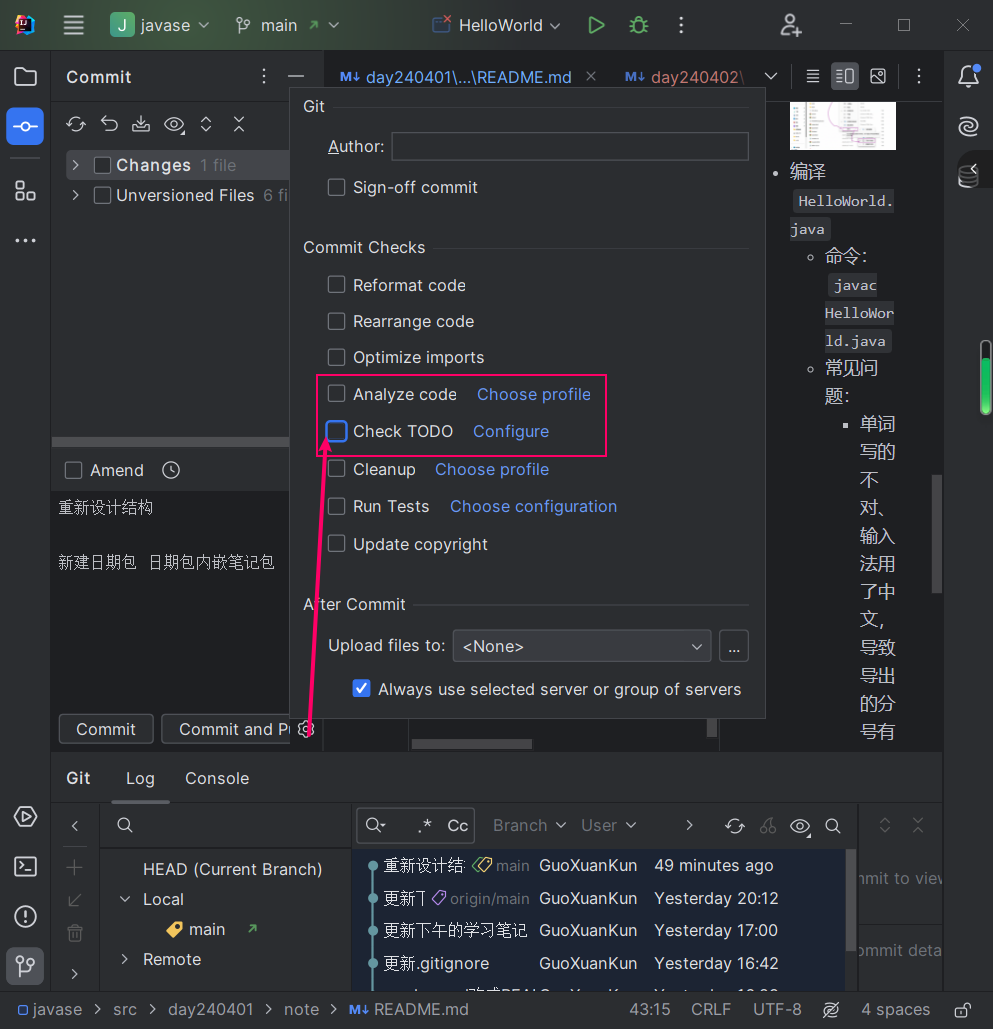 J javase main HelloWorld
Commit
M↓ day240401\...\README.md
M↓ day240402\
Changes 1 file
Unversioned Files 6 fi
Amend
重新设计结构
新建日期包 日期包内嵌笔记包
Commit
Commit and P
Git
Author:
Sign-off commit
Commit Checks
Reformat code
Rearrange code
Optimize imports
Analyze code Choose profile
Check TODO Configure
Cleanup Choose profile
Run Tests Choose configuration
Update copyright
After Commit
Upload files to: <None> ...
Always use selected server or group of servers
编译
HelloWorld.
java
命令：
javac
HelloWor
ld.java
常见问
题：
单词
写的
不
对、
输入
法用
了中
文，
导致
导出
的分
号有
Git Log Console
HEAD (Current Branch)
Local
main
Remote
.* Cc Branch User
重新设计结 main GuoXuanKun 49 minutes ago
更新 origin/main GuoXuanKun Yesterday 20:12
更新下午的学习笔记 GuoXuanKun Yesterday 17:00
更新.gitignore GuoXuanKun Yesterday 16:42
mmit to view
ommit deta
javase > src > day240401 > note > M↓ README.md
43:15 CRLF UTF-8 4 spaces